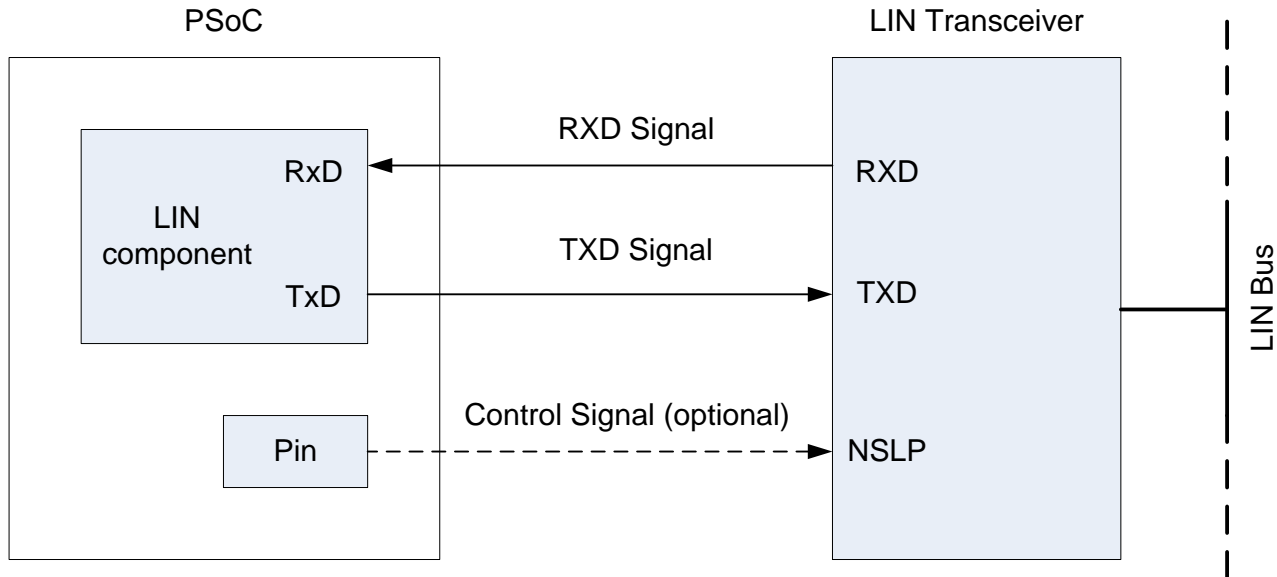 PSoC
LIN Transceiver
RXD Signal
RxD
RXD
LIN
component
TXD Signal
TxD
TXD
Control Signal (optional)
Pin
NSLP
LIN Bus